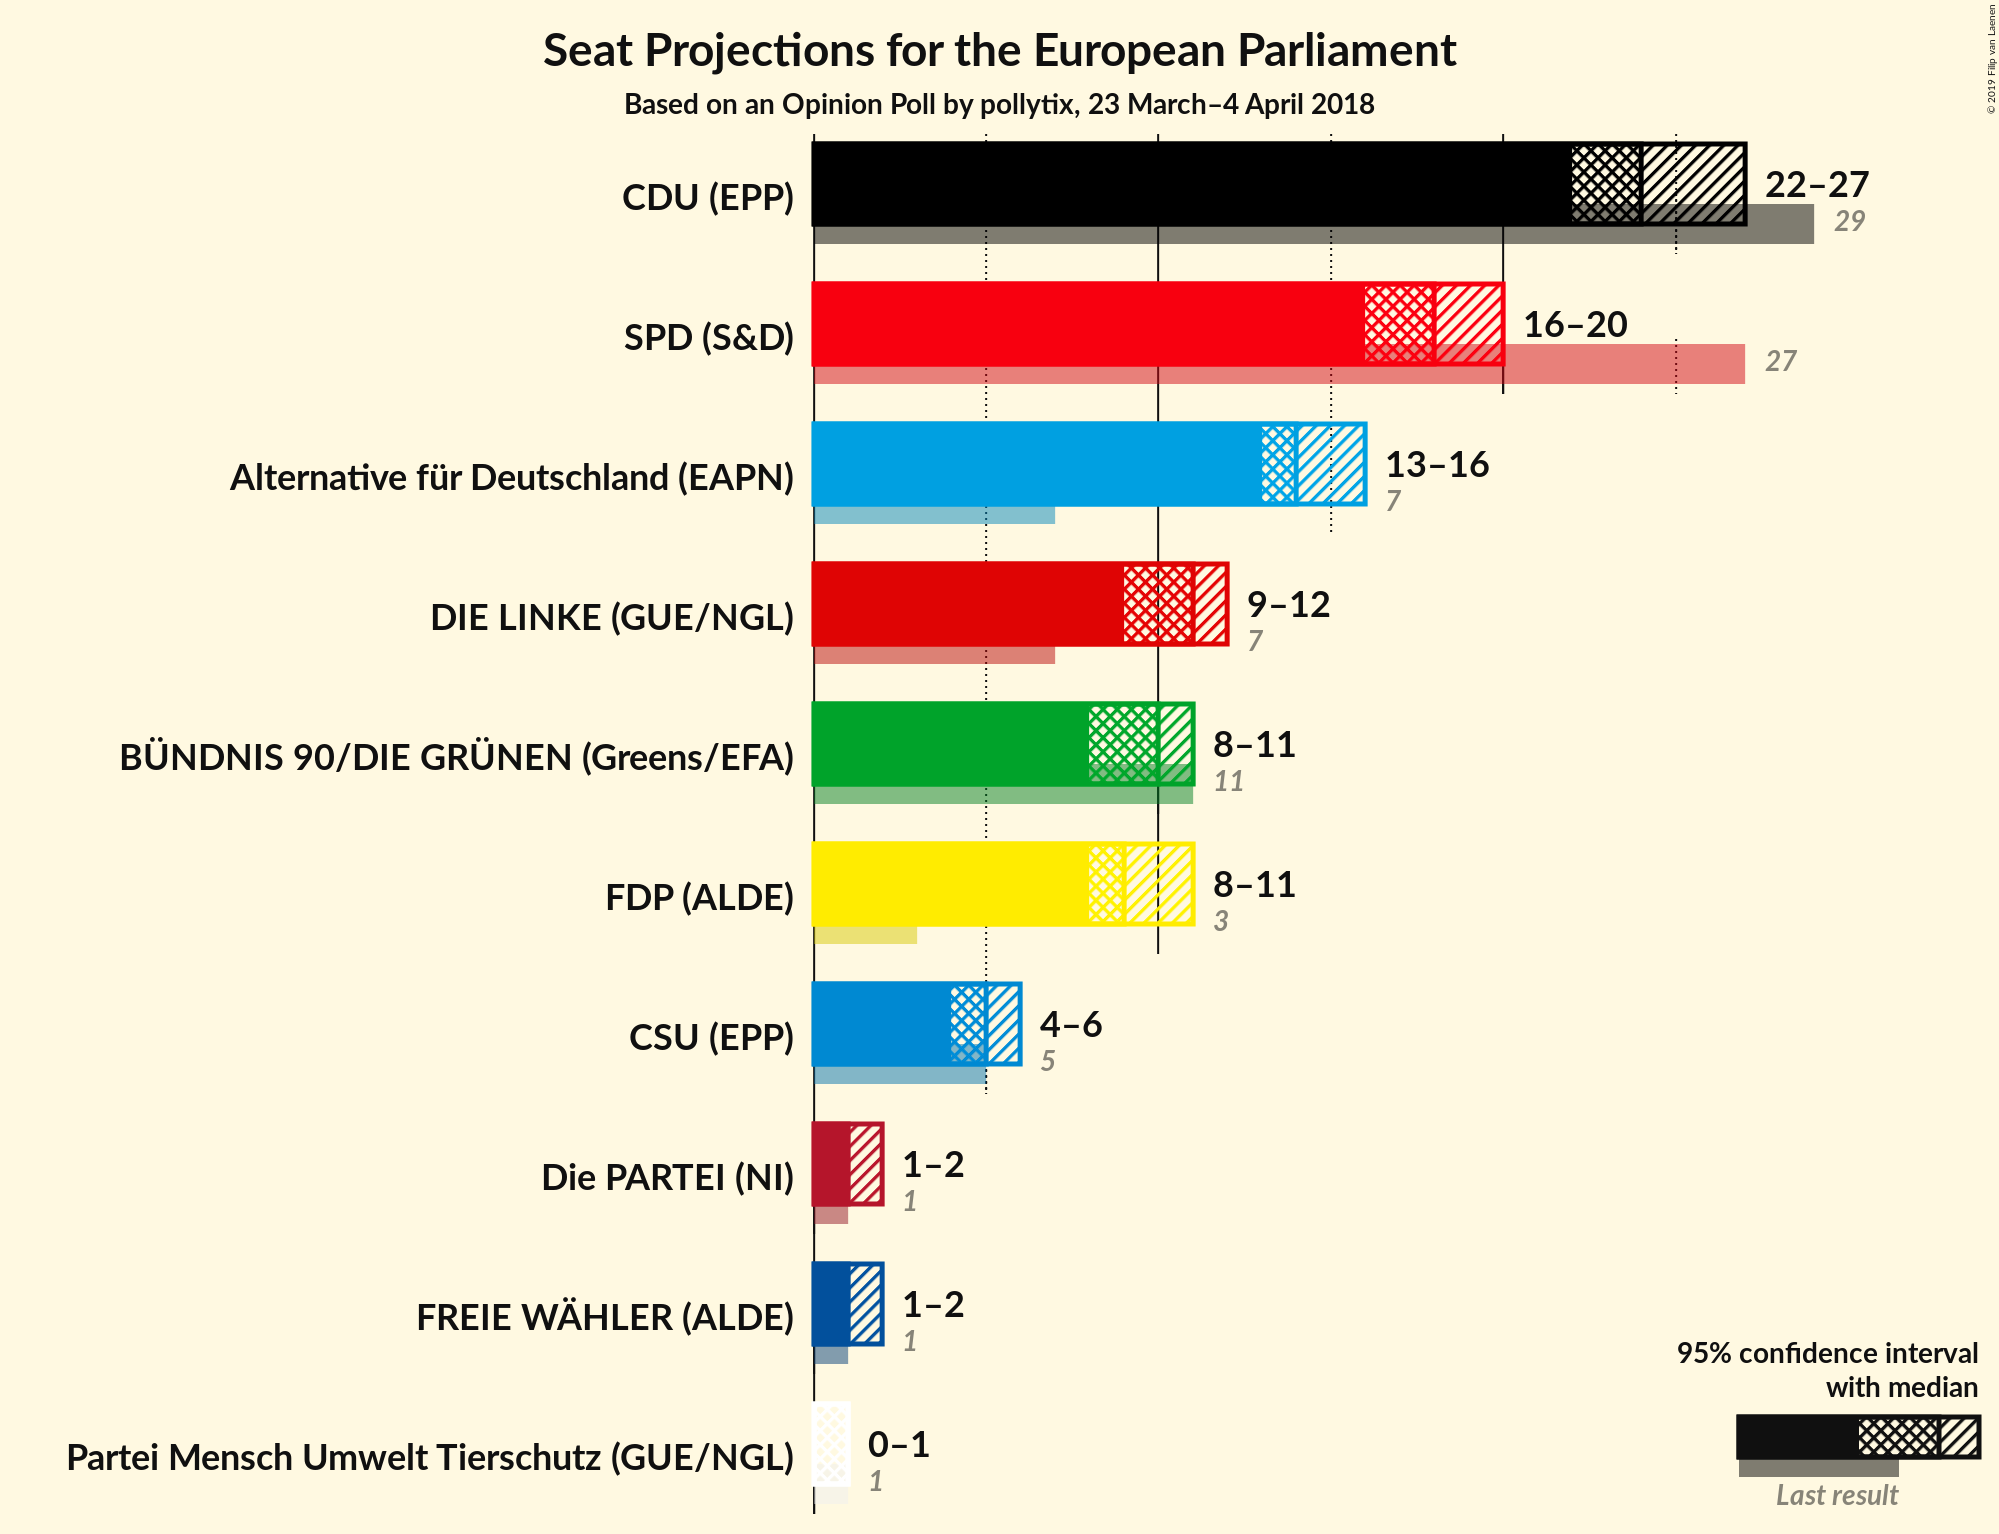 Seat Projections for the European Parliament
Based on an Opinion Poll by pollytix, 23 March–4 April 2018
© 2019 Filip van Laenen
CDU (EPP)
22–27
29
SPD (S&D)
16–20
27
Alternative für Deutschland (EAPN)
13–16
7
DIE LINKE (GUE/NGL)
9–12
7
BÜNDNIS 90/DIE GRÜNEN (Greens/EFA)
8–11
11
FDP (ALDE)
8–11
3
CSU (EPP)
4–6
5
Die PARTEI (NI)
1–2
1
FREIE WÄHLER (ALDE)
1–2
1
Partei Mensch Umwelt Tierschutz (GUE/NGL)
0–1
1
95% confidence interval
with median
Last result